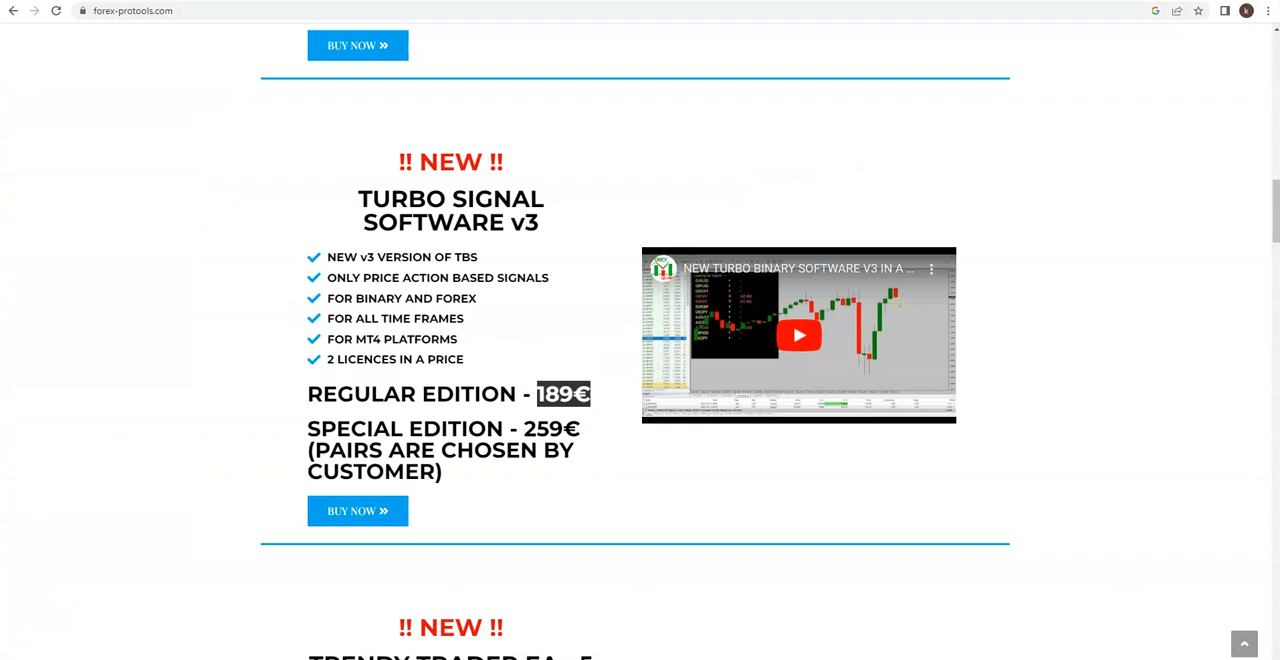 forex-protools.com
BUY NOW »
!! NEW !!
TURBO SIGNAL
SOFTWARE v3
NEW v3 VERSION OF TBS
ONLY PRICE ACTION BASED SIGNALS
FOR BINARY AND FOREX
FOR ALL TIME FRAMES
FOR MT4 PLATFORMS
2 LICENCES IN A PRICE
REGULAR EDITION - 189€
SPECIAL EDITION - 259€
(PAIRS ARE CHOSEN BY
CUSTOMER)
BUY NOW »
NEW TURBO BINARY SOFTWARE V3 IN A ...
!! NEW !!